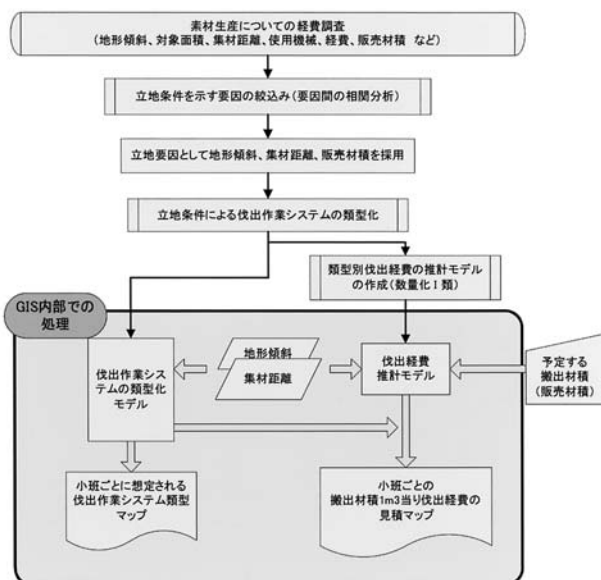 素材生産についての経費調査
(地形傾斜、対象面積、集材距離、使用機械、経費、販売材積 など)
立地条件を示す要因の絞込み(要因間の相関分析)
立地要因として地形傾斜、集材距離、販売材積を採用
立地条件による伐出作業システムの類型化
類型別伐出経費の推計モデル
の作成(数量化Ⅰ類)
GIS内部での
処理
地形傾斜
集材距離
伐出作業シス
テムの類型化
モデル
伐出経費
推計モデル
予定する
搬出材積
(販売材積)
小班ごとに想定される
伐出作業システム類型
マップ
小班ごとの
搬出材積1m3当り伐出経費の
見積マップ